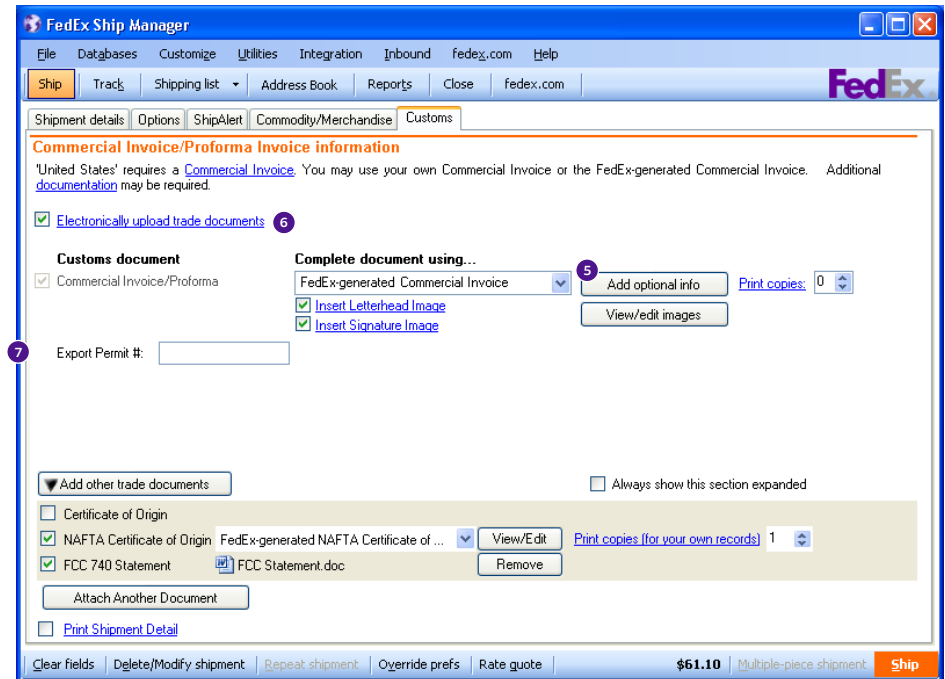 FedEx Ship Manager
File Databases Customize Utilities Integration Inbound fedex.com Help
Ship Track Shipping list Address Book Reports Close fedex.com FedEx
Shipment details Options ShipAlert Commodity/Merchandise Customs
Commercial Invoice/Proforma Invoice information
'United States' requires a Commercial Invoice. You may use your own Commercial Invoice or the FedEx-generated Commercial Invoice. Additional
documentation may be required.
Electronically upload trade documents 6
Customs document Complete document using...
5
Commercial Invoice/Proforma FedEx-generated Commercial Invoice Add optional info Print copies: 0
Insert Letterhead Image View/edit images
Insert Signature Image
7 Export Permit #:
Add other trade documents Always show this section expanded
Certificate of Origin
NAFTA Certificate of Origin FedEx-generated NAFTA Certificate of ... View/Edit Print copies (for your own records) 1
FCC 740 Statement FCC Statement.doc Remove
Attach Another Document
Print Shipment Detail
Clear fields Delete/Modify shipment Repeat shipment Override prefs Rate quote $61.10 Multiple-piece shipment Ship